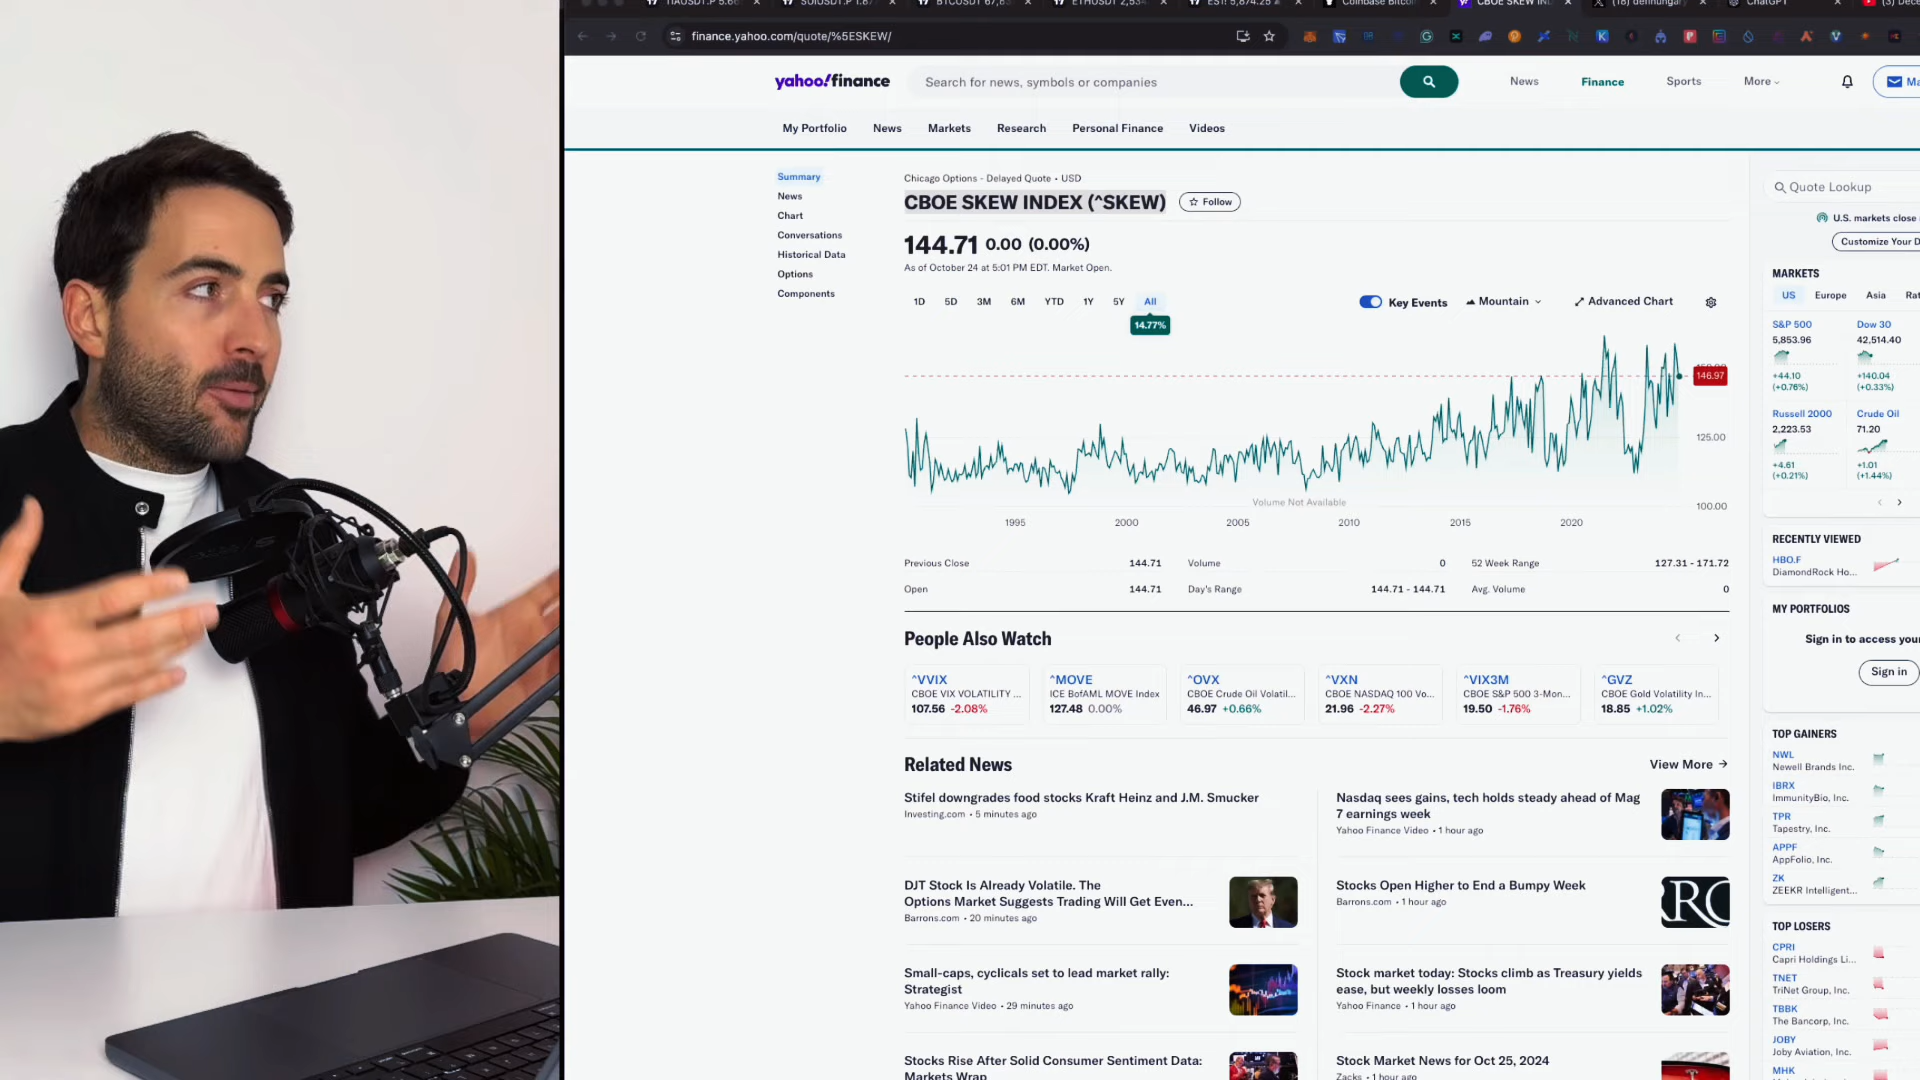 finance.yahoo.com/quote/%5ESKEW/
yahoo!finance
Search for news, symbols or companies
News
Finance
Sports
More
My Portfolio
News
Markets
Research
Personal Finance
Videos
Summary
News
Chart
Conversations
Historical Data
Options
Components
Chicago Options - Delayed Quote • USD
CBOE SKEW INDEX (^SKEW)
Follow
144.71 0.00 (0.00%)
As of October 24 at 5:01 PM EDT. Market Open.
1D 5D 3M 6M YTD 1Y 5Y All
14.77%
Key Events
Mountain
Advanced Chart
146.97
125.00
100.00
Volume Not Available
1995 2000 2005 2010 2015 2020
Previous Close 144.71
Volume 0
52 Week Range 127.31 - 171.72
Open 144.71
Day's Range 144.71 - 144.71
Avg. Volume 0
People Also Watch
^VVIX
CBOE VIX VOLATILITY ...
107.56 -2.08%
^MOVE
ICE BofAML MOVE Index
127.48 0.00%
^OVX
CBOE Crude Oil Volatil...
46.97 +0.66%
^VXN
CBOE NASDAQ 100 Vo...
21.96 -2.27%
^VIX3M
CBOE S&P 500 3-Mon...
19.50 -1.76%
^GVZ
CBOE Gold Volatility In...
18.85 +1.02%
Related News
View More
Stifel downgrades food stocks Kraft Heinz and J.M. Smucker
Investing.com • 5 minutes ago
Nasdaq sees gains, tech holds steady ahead of Mag
7 earnings week
Yahoo Finance Video • 1 hour ago
DJT Stock Is Already Volatile. The
Options Market Suggests Trading Will Get Even...
Barrons.com • 20 minutes ago
Stocks Open Higher to End a Bumpy Week
Barrons.com • 1 hour ago
Small-caps, cyclicals set to lead market rally:
Strategist
Yahoo Finance Video • 29 minutes ago
Stock market today: Stocks climb as Treasury yields
ease, but weekly losses loom
Yahoo Finance • 1 hour ago
Stocks Rise After Solid Consumer Sentiment Data:
Markets Wrap
Stock Market News for Oct 25, 2024
Zacks • 1 hour ago
Quote Lookup
U.S. markets close
Customize Your
MARKETS
US Europe Asia
S&P 500
5,853.96
+44.10
(+0.76%)
Dow 30
42,514.40
+140.04
(+0.33%)
Russell 2000
2,223.53
+4.61
(+0.21%)
Crude Oil
71.20
+1.01
(+1.44%)
RECENTLY VIEWED
HBO.F
DiamondRock Ho...
MY PORTFOLIOS
Sign in to access your
Sign in
TOP GAINERS
NWL
Newell Brands Inc.
IBRX
ImmunityBio, Inc.
TPR
Tapestry, Inc.
APPF
AppFolio, Inc.
ZK
ZEEKR Intelligent...
TOP LOSERS
CPRI
Capri Holdings Li...
TNET
TriNet Group, Inc.
TBBK
The Bancorp, Inc.
JOBY
Joby Aviation, Inc.
MHK